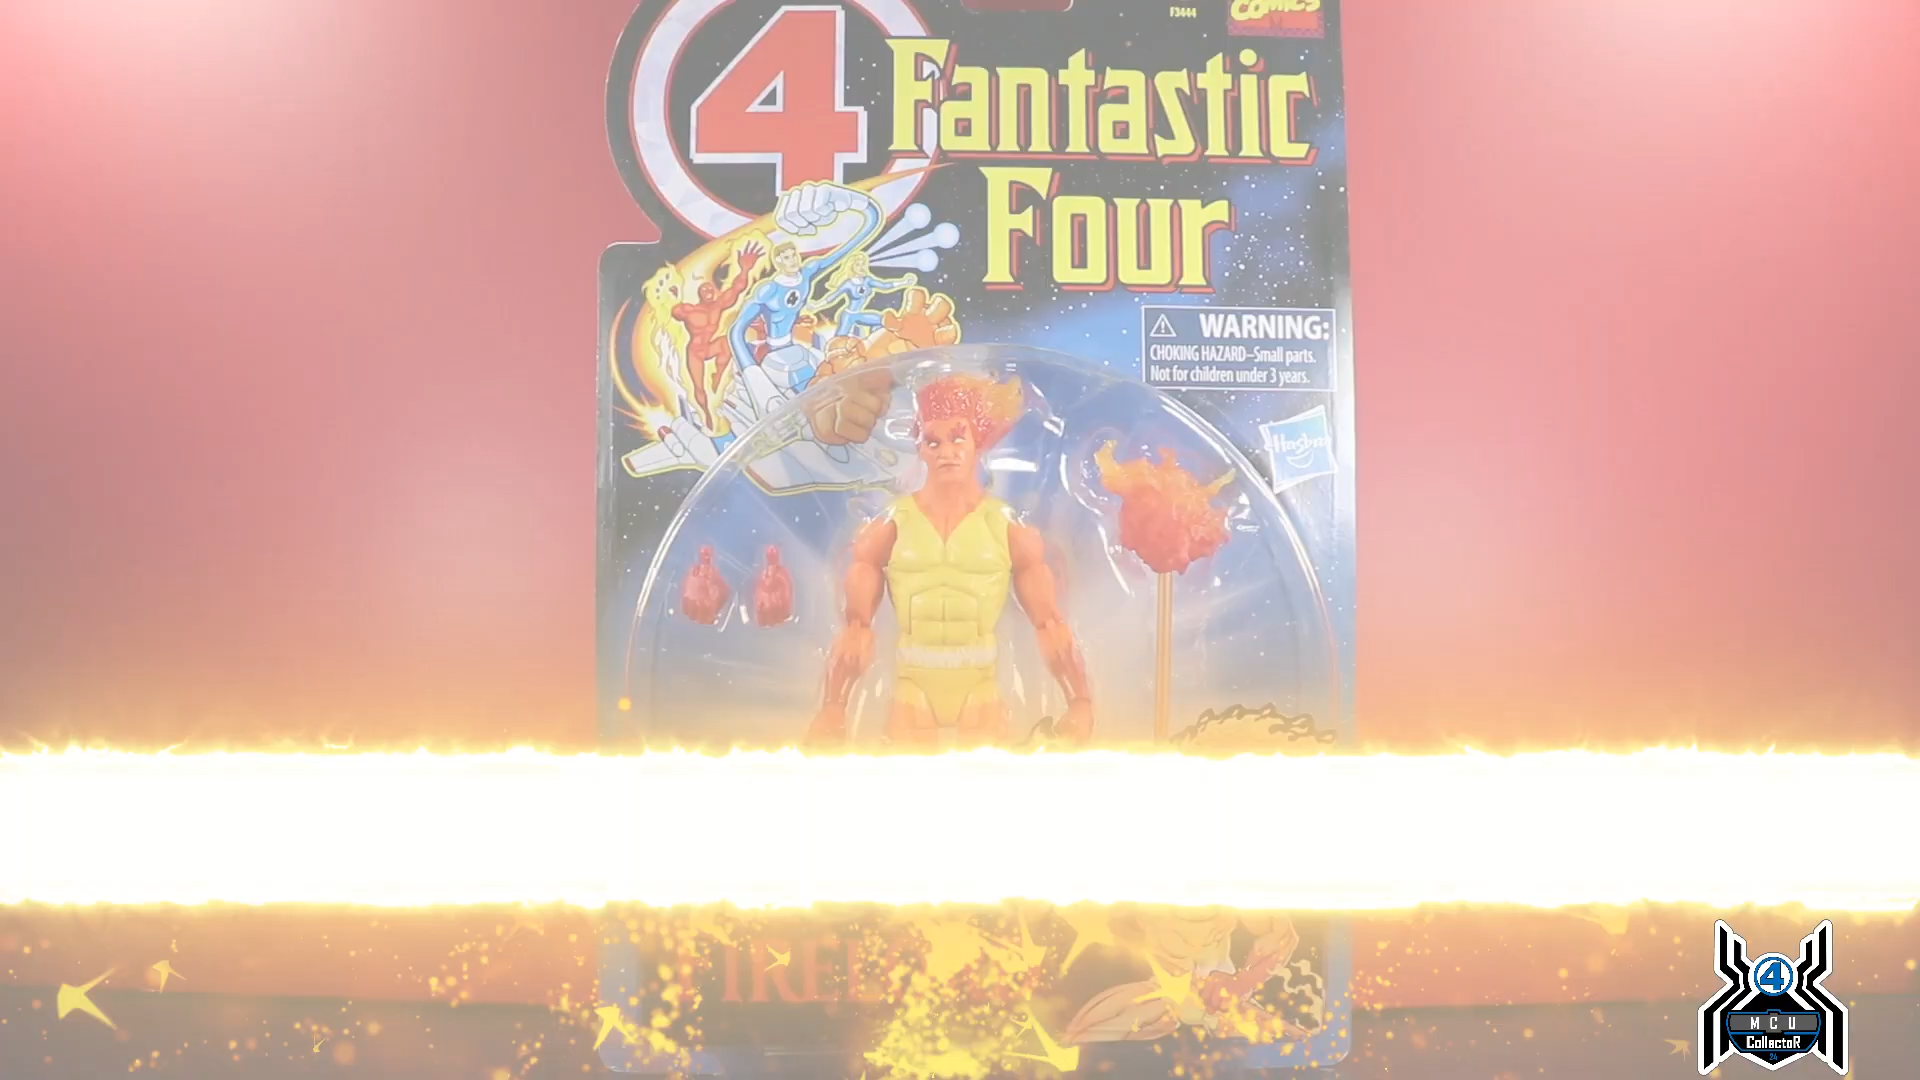 F3444
COMICS
4
Fantastic
Four
WARNING:
CHOKING HAZARD–Small parts.
Not for children under 3 years.
Hasbro
4
MCU
CollectoR
24